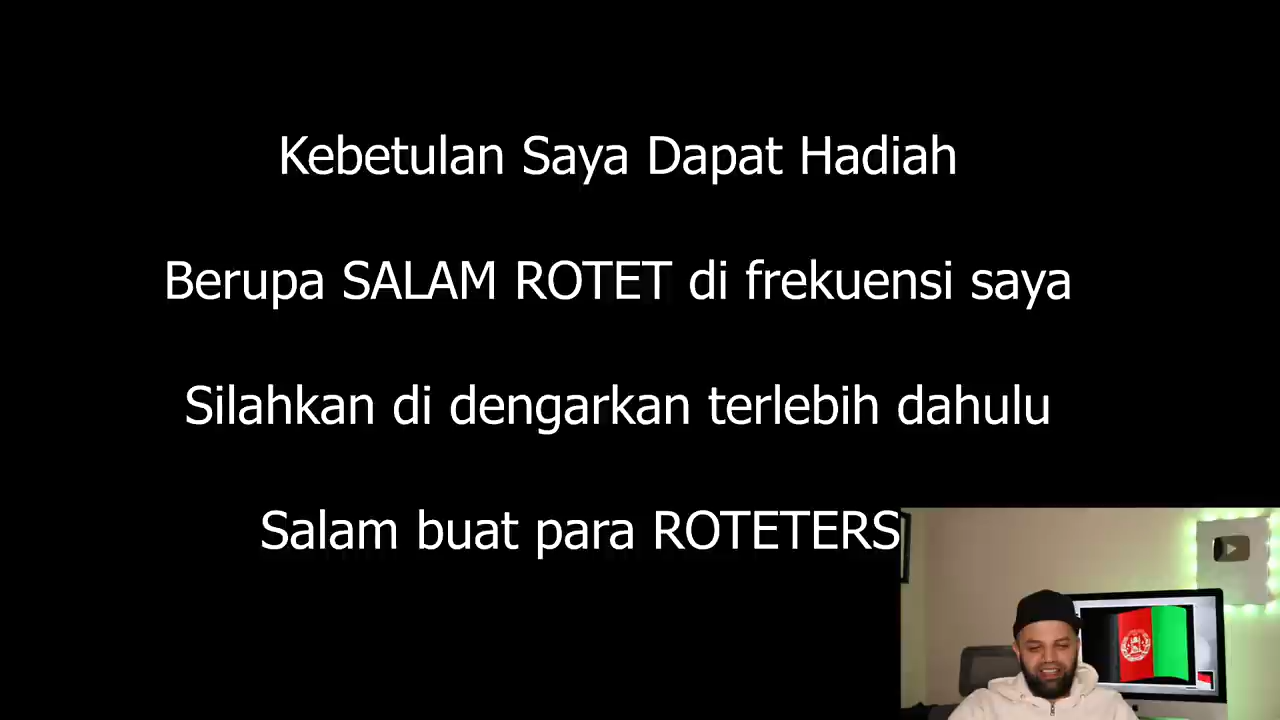 Kebetulan Saya Dapat Hadiah
Berupa SALAM ROTET di frekuensi saya
Silahkan di dengarkan terlebih dahulu
Salam buat para ROTETERS